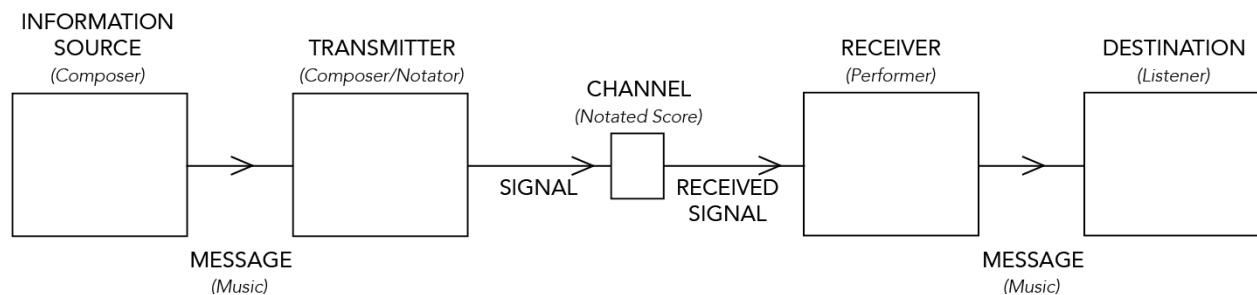 INFORMATION
SOURCE
(Composer)
TRANSMITTER
(Composer/Notator)
CHANNEL
(Notated Score)
RECEIVER
(Performer)
DESTINATION
(Listener)
SIGNAL
RECEIVED
SIGNAL
MESSAGE
(Music)
MESSAGE
(Music)